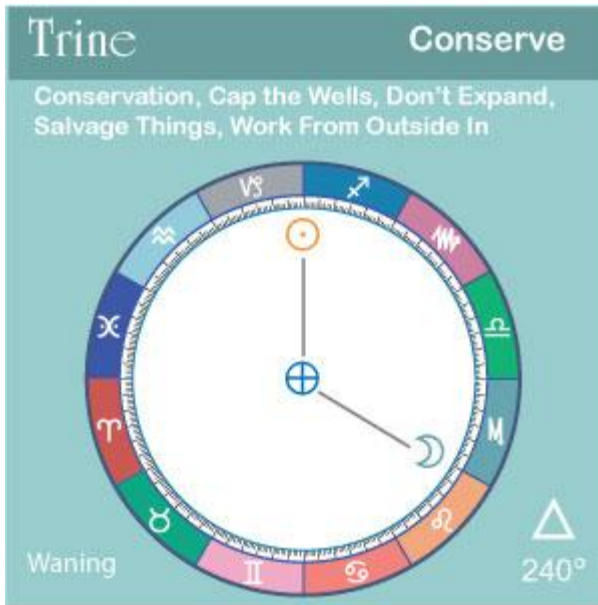 Trine
Conserve
Conservation, Cap the Wells, Don't Expand,
Salvage Things, Work From Outside In
Waning
240°